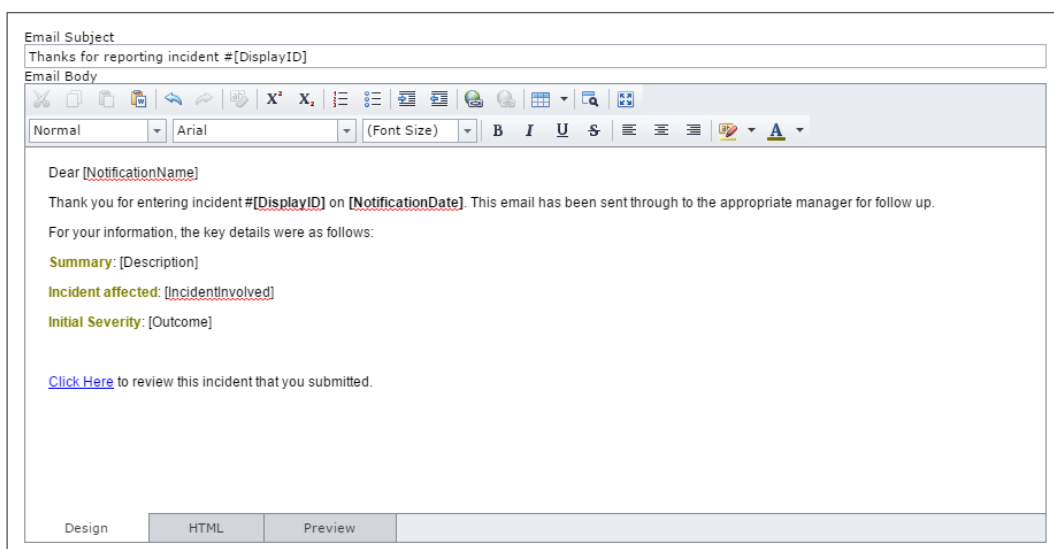 Email Subject
Thanks for reporting incident #[DisplayID]
Email Body
X² X₂
Normal Arial (Font Size) B I U S A
Dear [NotificationName]
Thank you for entering incident #[DisplayID] on [NotificationDate]. This email has been sent through to the appropriate manager for follow up.
For your information, the key details were as follows:
Summary: [Description]
Incident affected: [IncidentInvolved]
Initial Severity: [Outcome]
Click Here to review this incident that you submitted.
Design HTML Preview